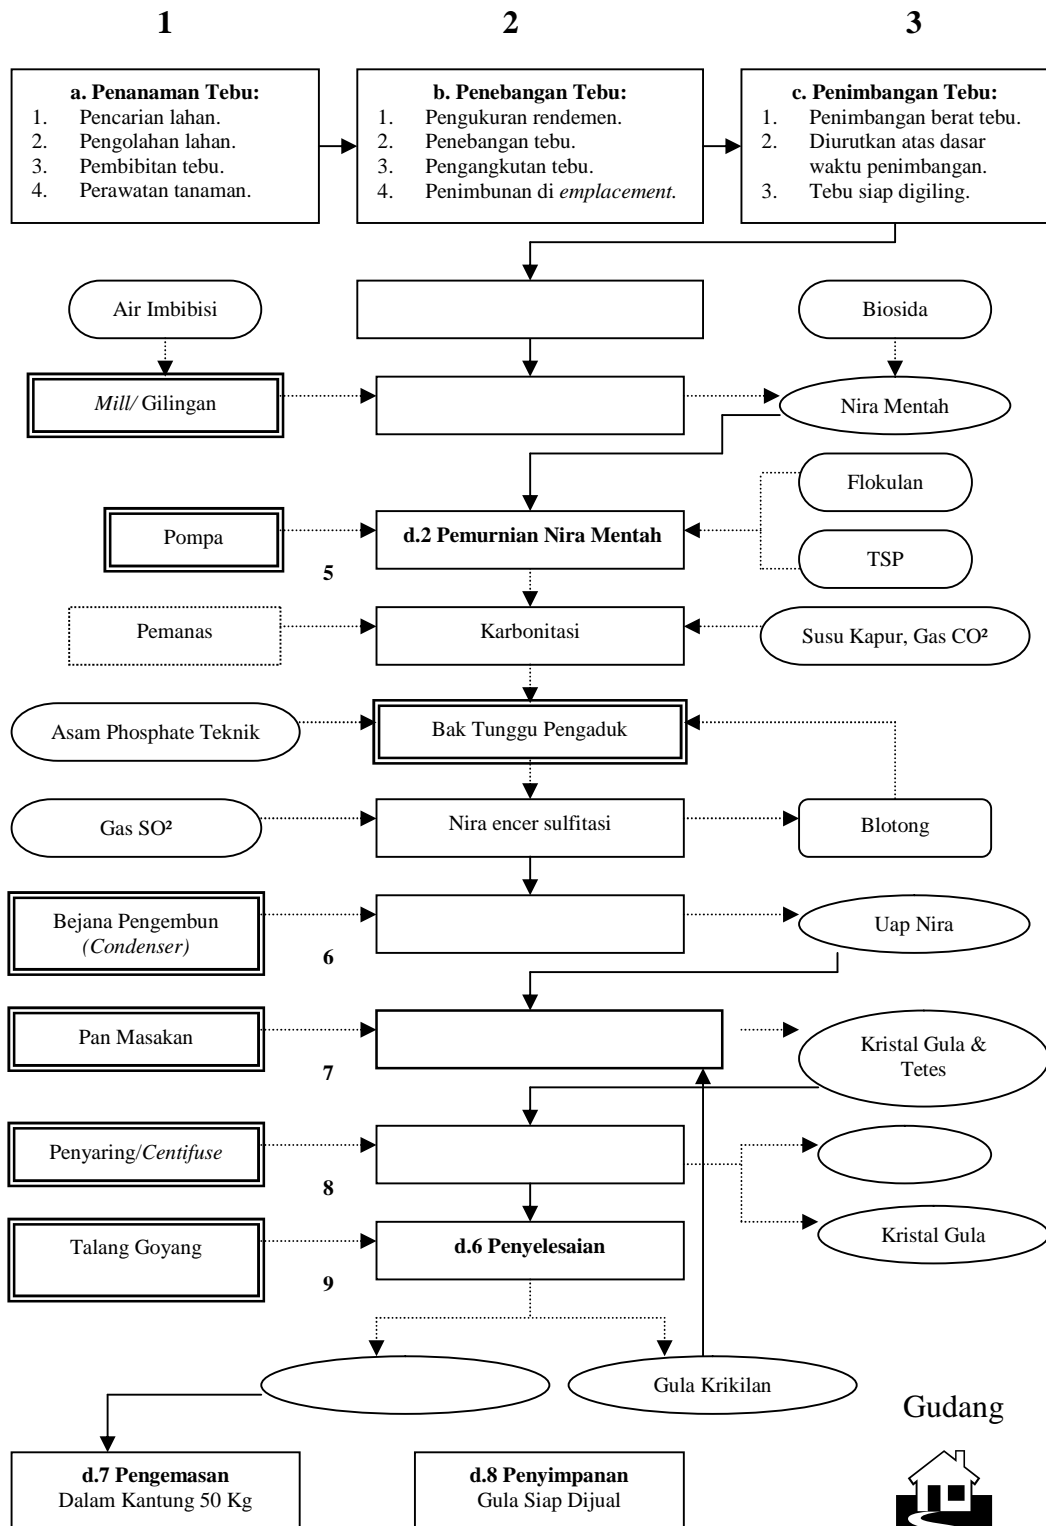 1
2
3
a. Penanaman Tebu:
1. Pencarian lahan.
2. Pengolahan lahan.
3. Pembibitan tebu.
4. Perawatan tanaman.
b. Penebangan Tebu:
1. Pengukuran rendemen.
2. Penebangan tebu.
3. Pengangkutan tebu.
4. Penimbunan di emplacement.
c. Penimbangan Tebu:
1. Penimbangan berat tebu.
2. Diurutkan atas dasar
waktu penimbangan.
3. Tebu siap digiling.
Air Imbibisi
Biosida
Mill/ Gilingan
Nira Mentah
Flokulan
Pompa
d.2 Pemurnian Nira Mentah
TSP
5
Pemanas
Karbonitasi
Susu Kapur, Gas CO²
Asam Phosphate Teknik
Bak Tunggu Pengaduk
Gas SO²
Nira encer sulfitasi
Blotong
Bejana Pengembun
(Condenser)
Uap Nira
6
Pan Masakan
Kristal Gula &
Tetes
7
Penyaring/Centifuse
8
Talang Goyang
d.6 Penyelesaian
Kristal Gula
9
Gula Krikilan
Gudang
d.7 Pengemasan
Dalam Kantung 50 Kg
d.8 Penyimpanan
Gula Siap Dijual